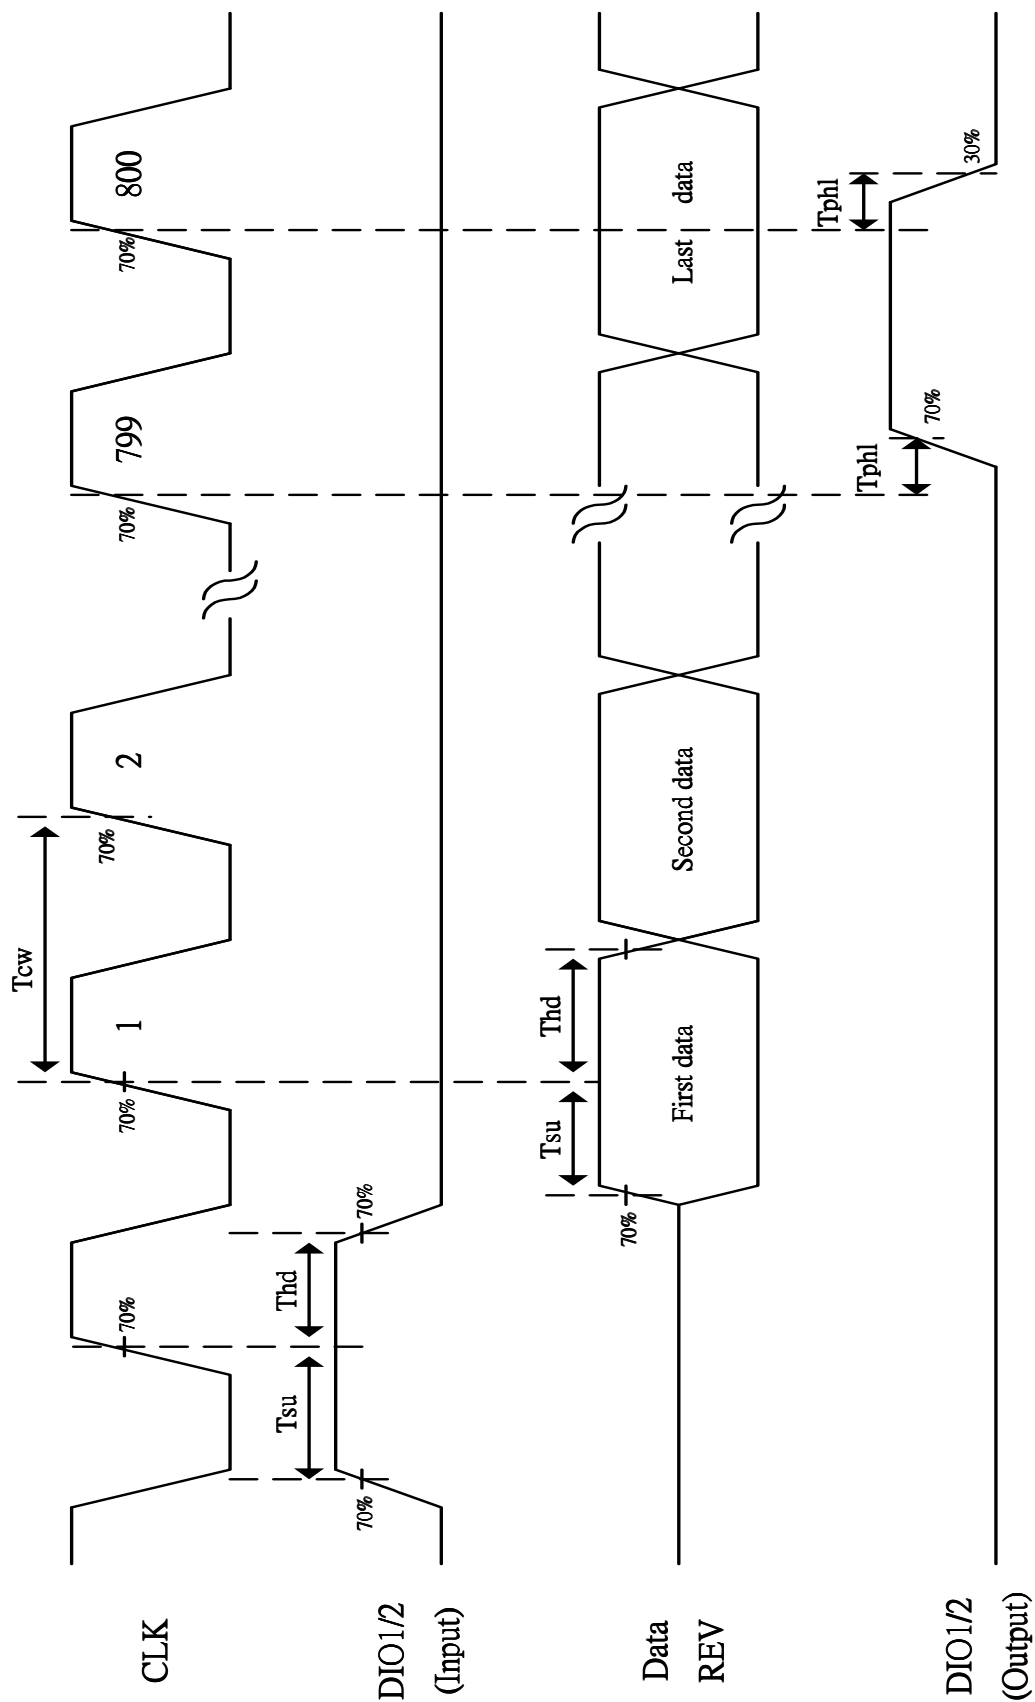 Tcw
CLK
70%
70%
1
70%
2
70%
799
70%
800
DIO1/2
(Input)
70%
Tsu
Thd
70%
Data
REV
70%
Tsu
Thd
First data
Second data
Last data
DIO1/2
(Output)
Tphl
70%
Tphl
30%